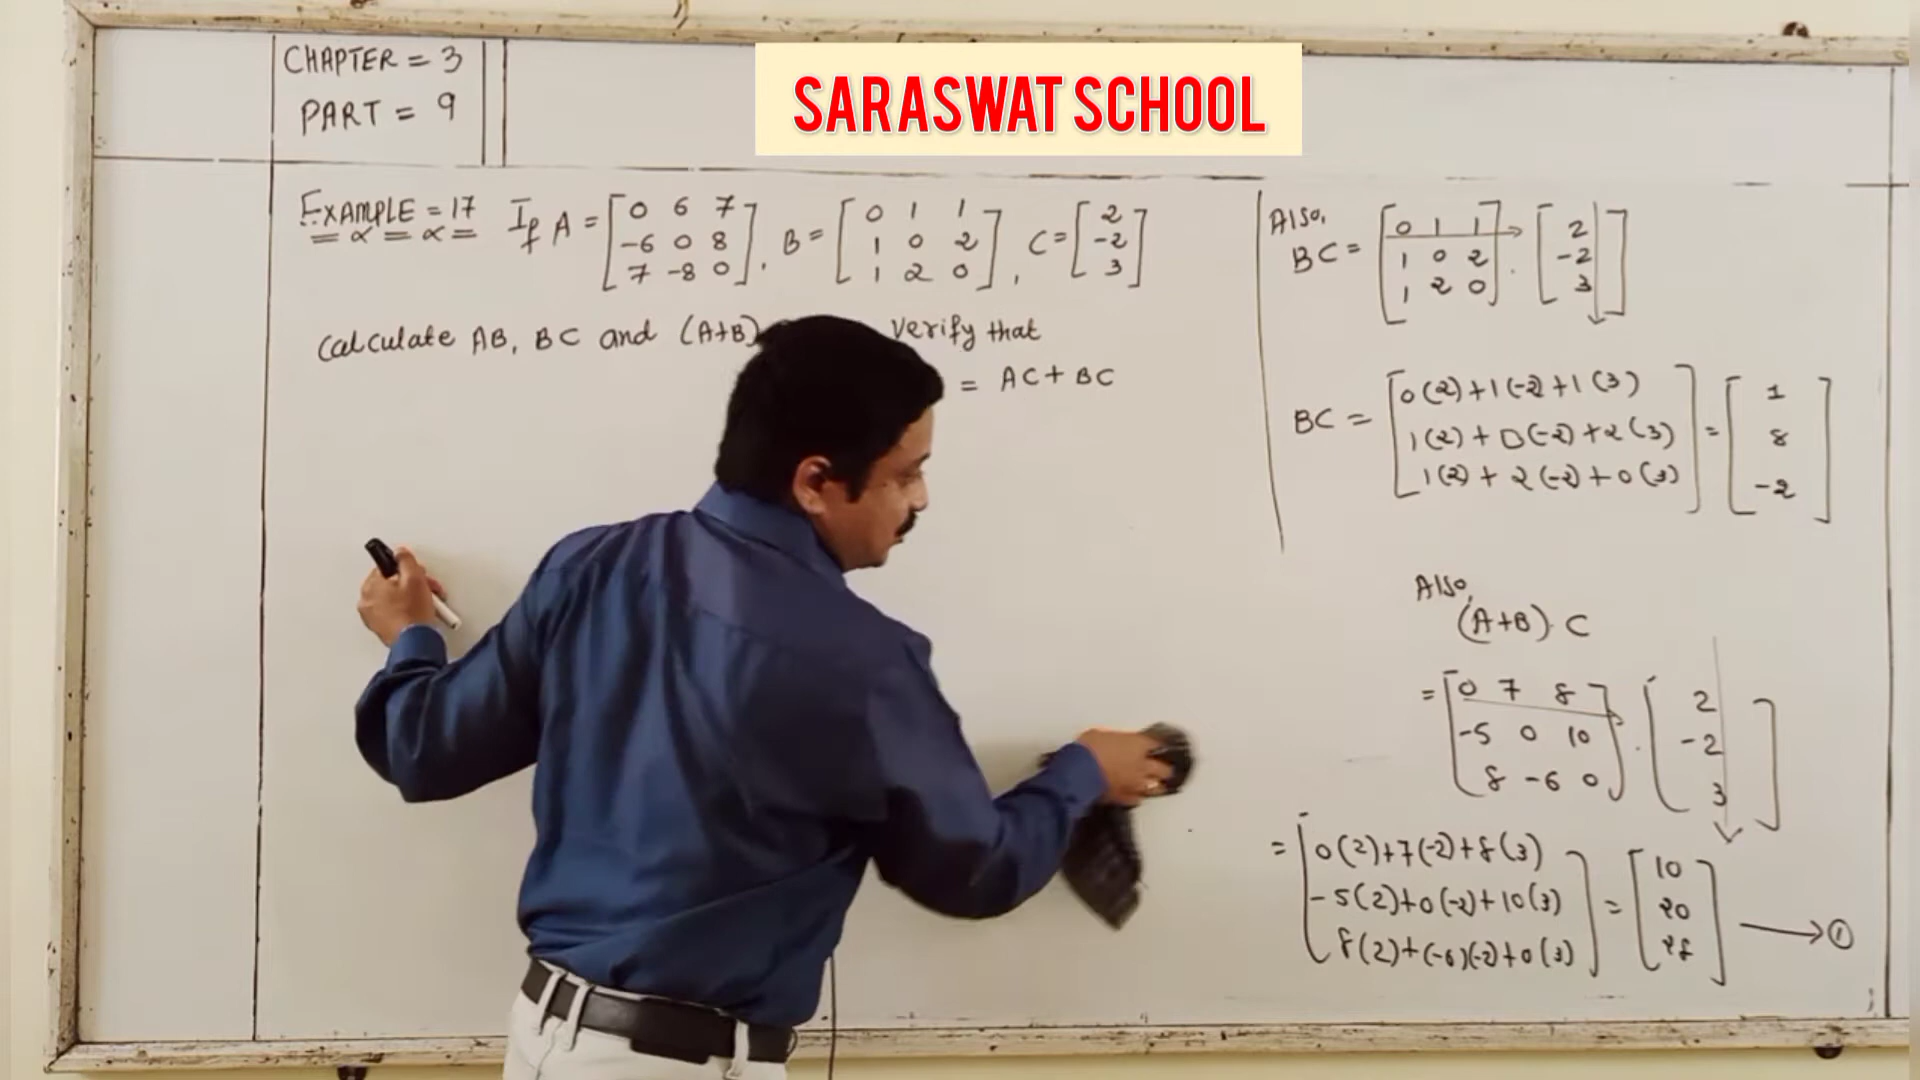 CHAPTER = 3
PART = 9
SARASWAT SCHOOL
EXAMPLE = 17 If A = [0 6 7
-6 0 8
7 -8 0], B = [0 1 1
1 0 2
1 2 0], C = [2
-2
3]
Calculate AB, BC and (A+B) verify that
= AC + BC
Also,
BC = [0 1 1
1 0 2
1 2 0] . [2
-2
3]
BC = [0(2)+1(-2)+1(3)
1(2)+0(-2)+2(3)
1(2)+2(-2)+0(3)] = [1
8
-2]
Also,
(A+B). C
= [0 7 8
-5 0 10
8 -6 0] . [2
-2
3]
= [0(2)+7(-2)+8(3)
-5(2)+0(-2)+10(3)
8(2)+(-6)(-2)+0(3)] = [10
20
28] → ①